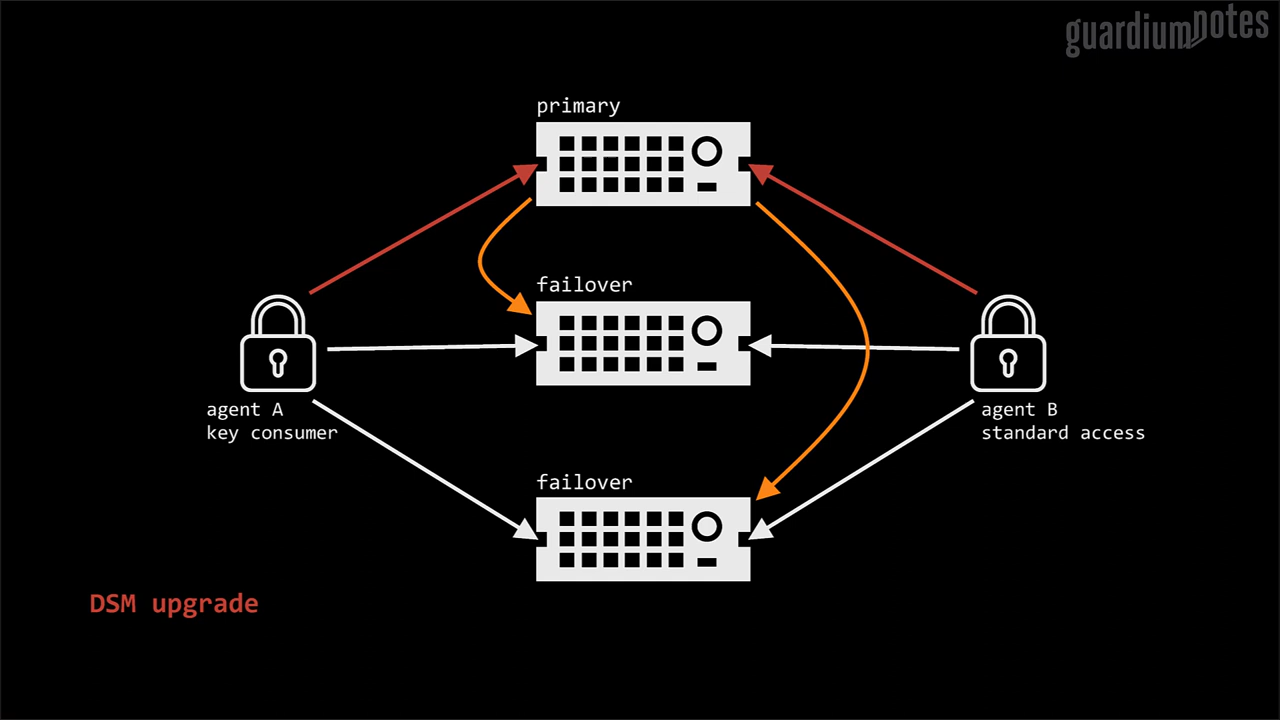 guardiumnotes
primary
failover
agent A
key consumer
agent B
standard access
failover
DSM upgrade